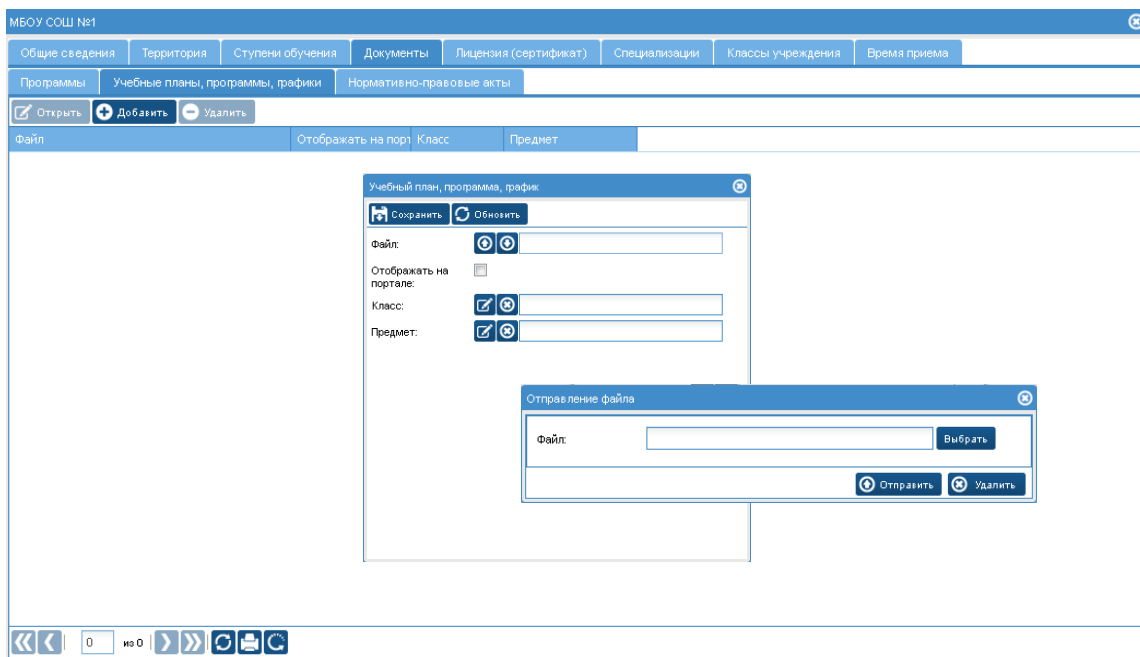 МБОУ СОШ №1
Общие сведения Территория Ступени обучения Документы Лицензия (сертификат) Специализации Классы учреждения Время приема
Программы Учебные планы, программы, графики Нормативно-правовые акты
Открыть Добавить Удалить
Файл Отображать на порт Класс Предмет
Учебный план, программа, график
Сохранить Обновить
Файл:
Отображать на
портале:
Класс:
Предмет:
Отправление файла
Файл: Выбрать
Отправить Удалить
0 из 0